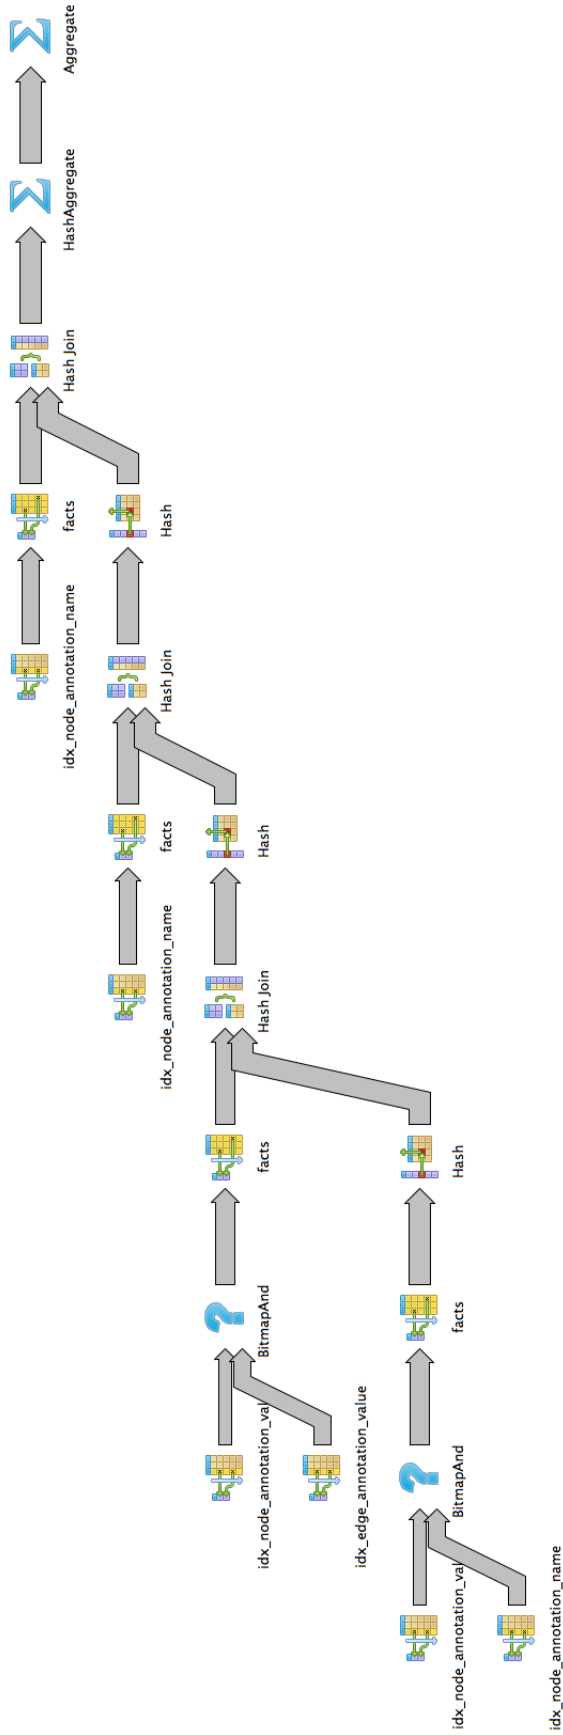 idx_node_annotation_name
facts
Hash Join
HashAggregate
Aggregate
idx_node_annotation_name
facts
Hash Join
Hash
idx_node_annotation_val
BitmapAnd
facts
Hash Join
Hash
idx_edge_annotation_value
idx_node_annotation_val
BitmapAnd
facts
Hash
idx_node_annotation_name